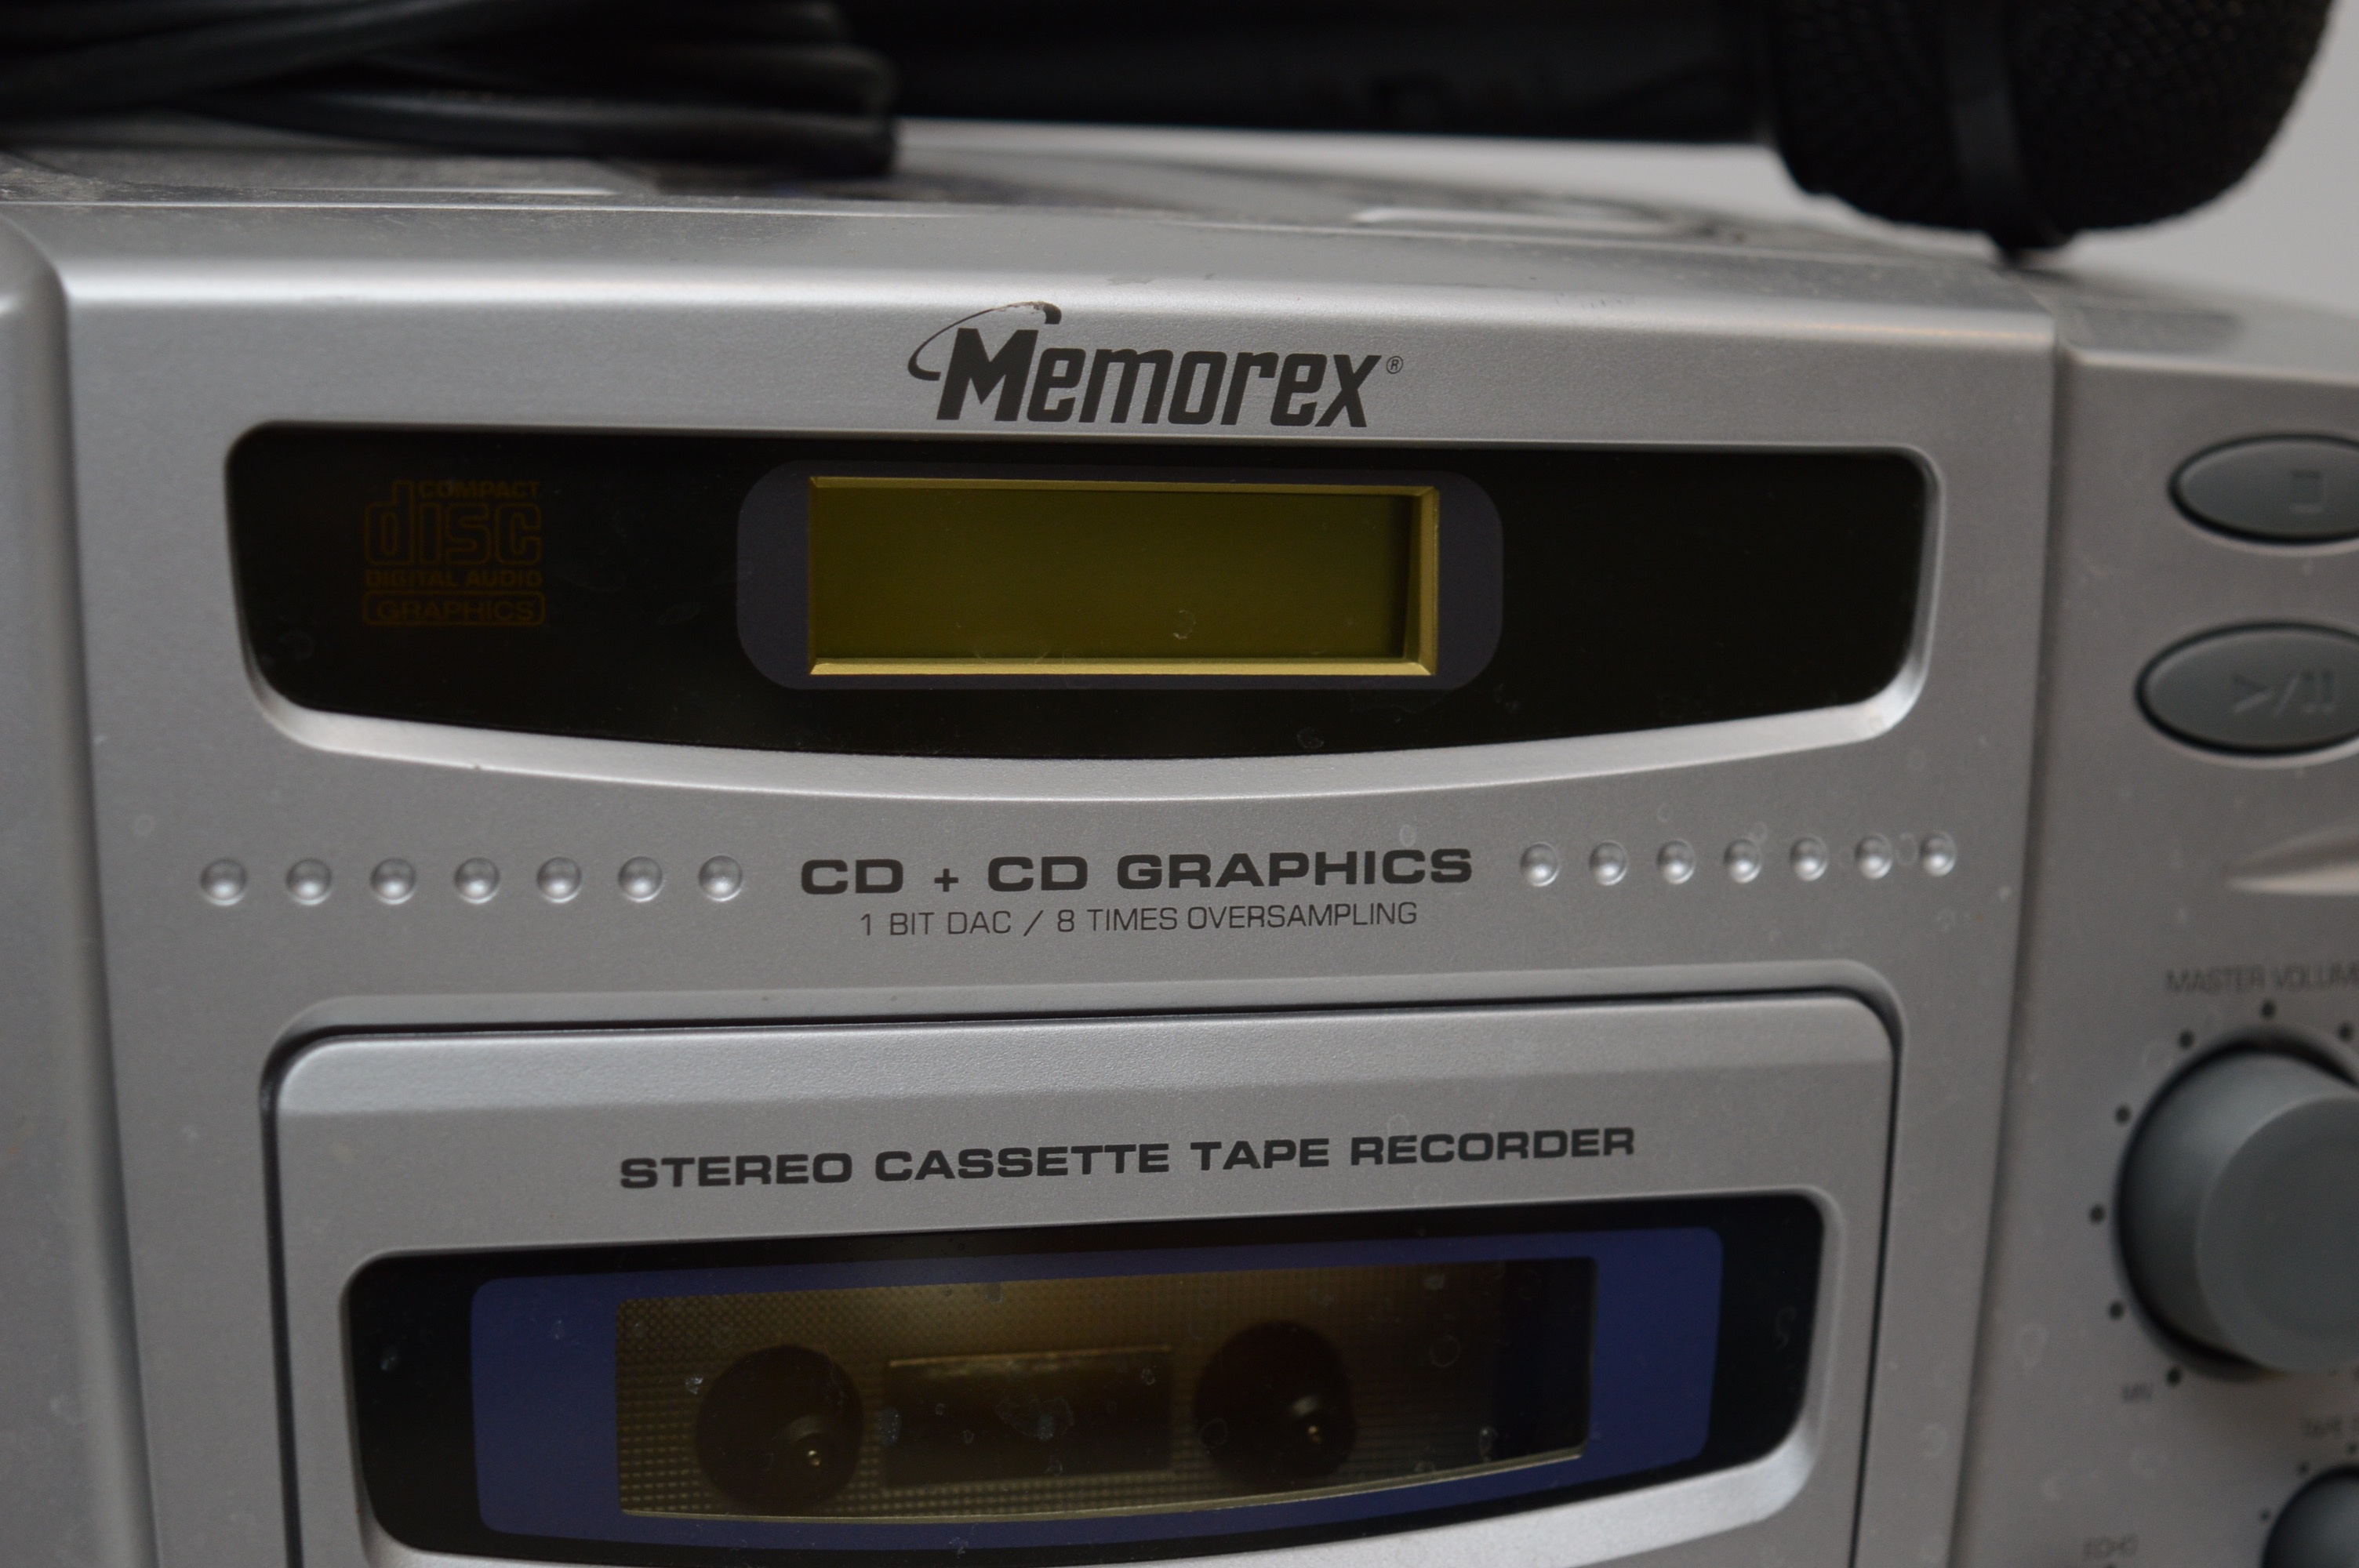 Memorex®
COMPACT
disc
DIGITAL AUDIO
GRAPHICS
>/II
CD + CD GRAPHICS
1 BIT DAC / 8 TIMES OVERSAMPLING
MASTER VOLUME
STEREO CASSETTE TAPE RECORDER
MIN
ECHO